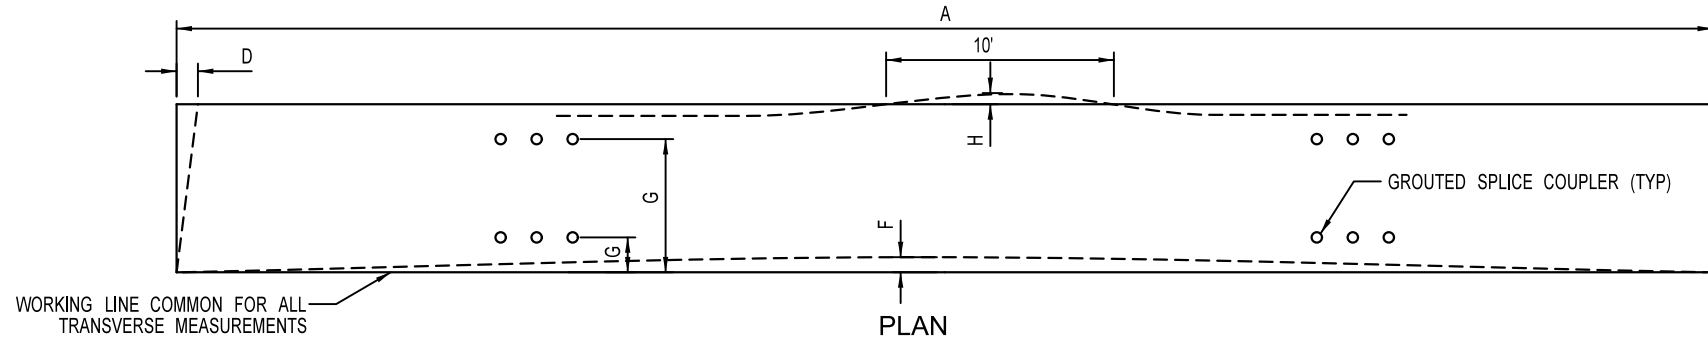 A
10'
D
H
G
GROUTED SPLICE COUPLER (TYP)
F
G
WORKING LINE COMMON FOR ALL
TRANSVERSE MEASUREMENTS
PLAN